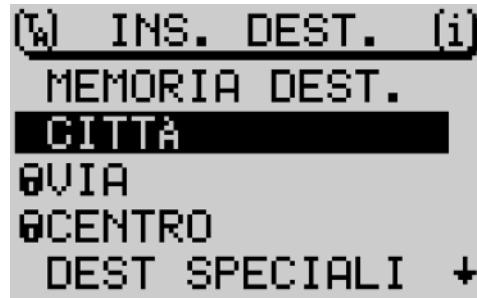 INS. DEST. (i)
MEMORIA DEST.
CITTÀ
VIA
CENTRO
DEST SPECIALI